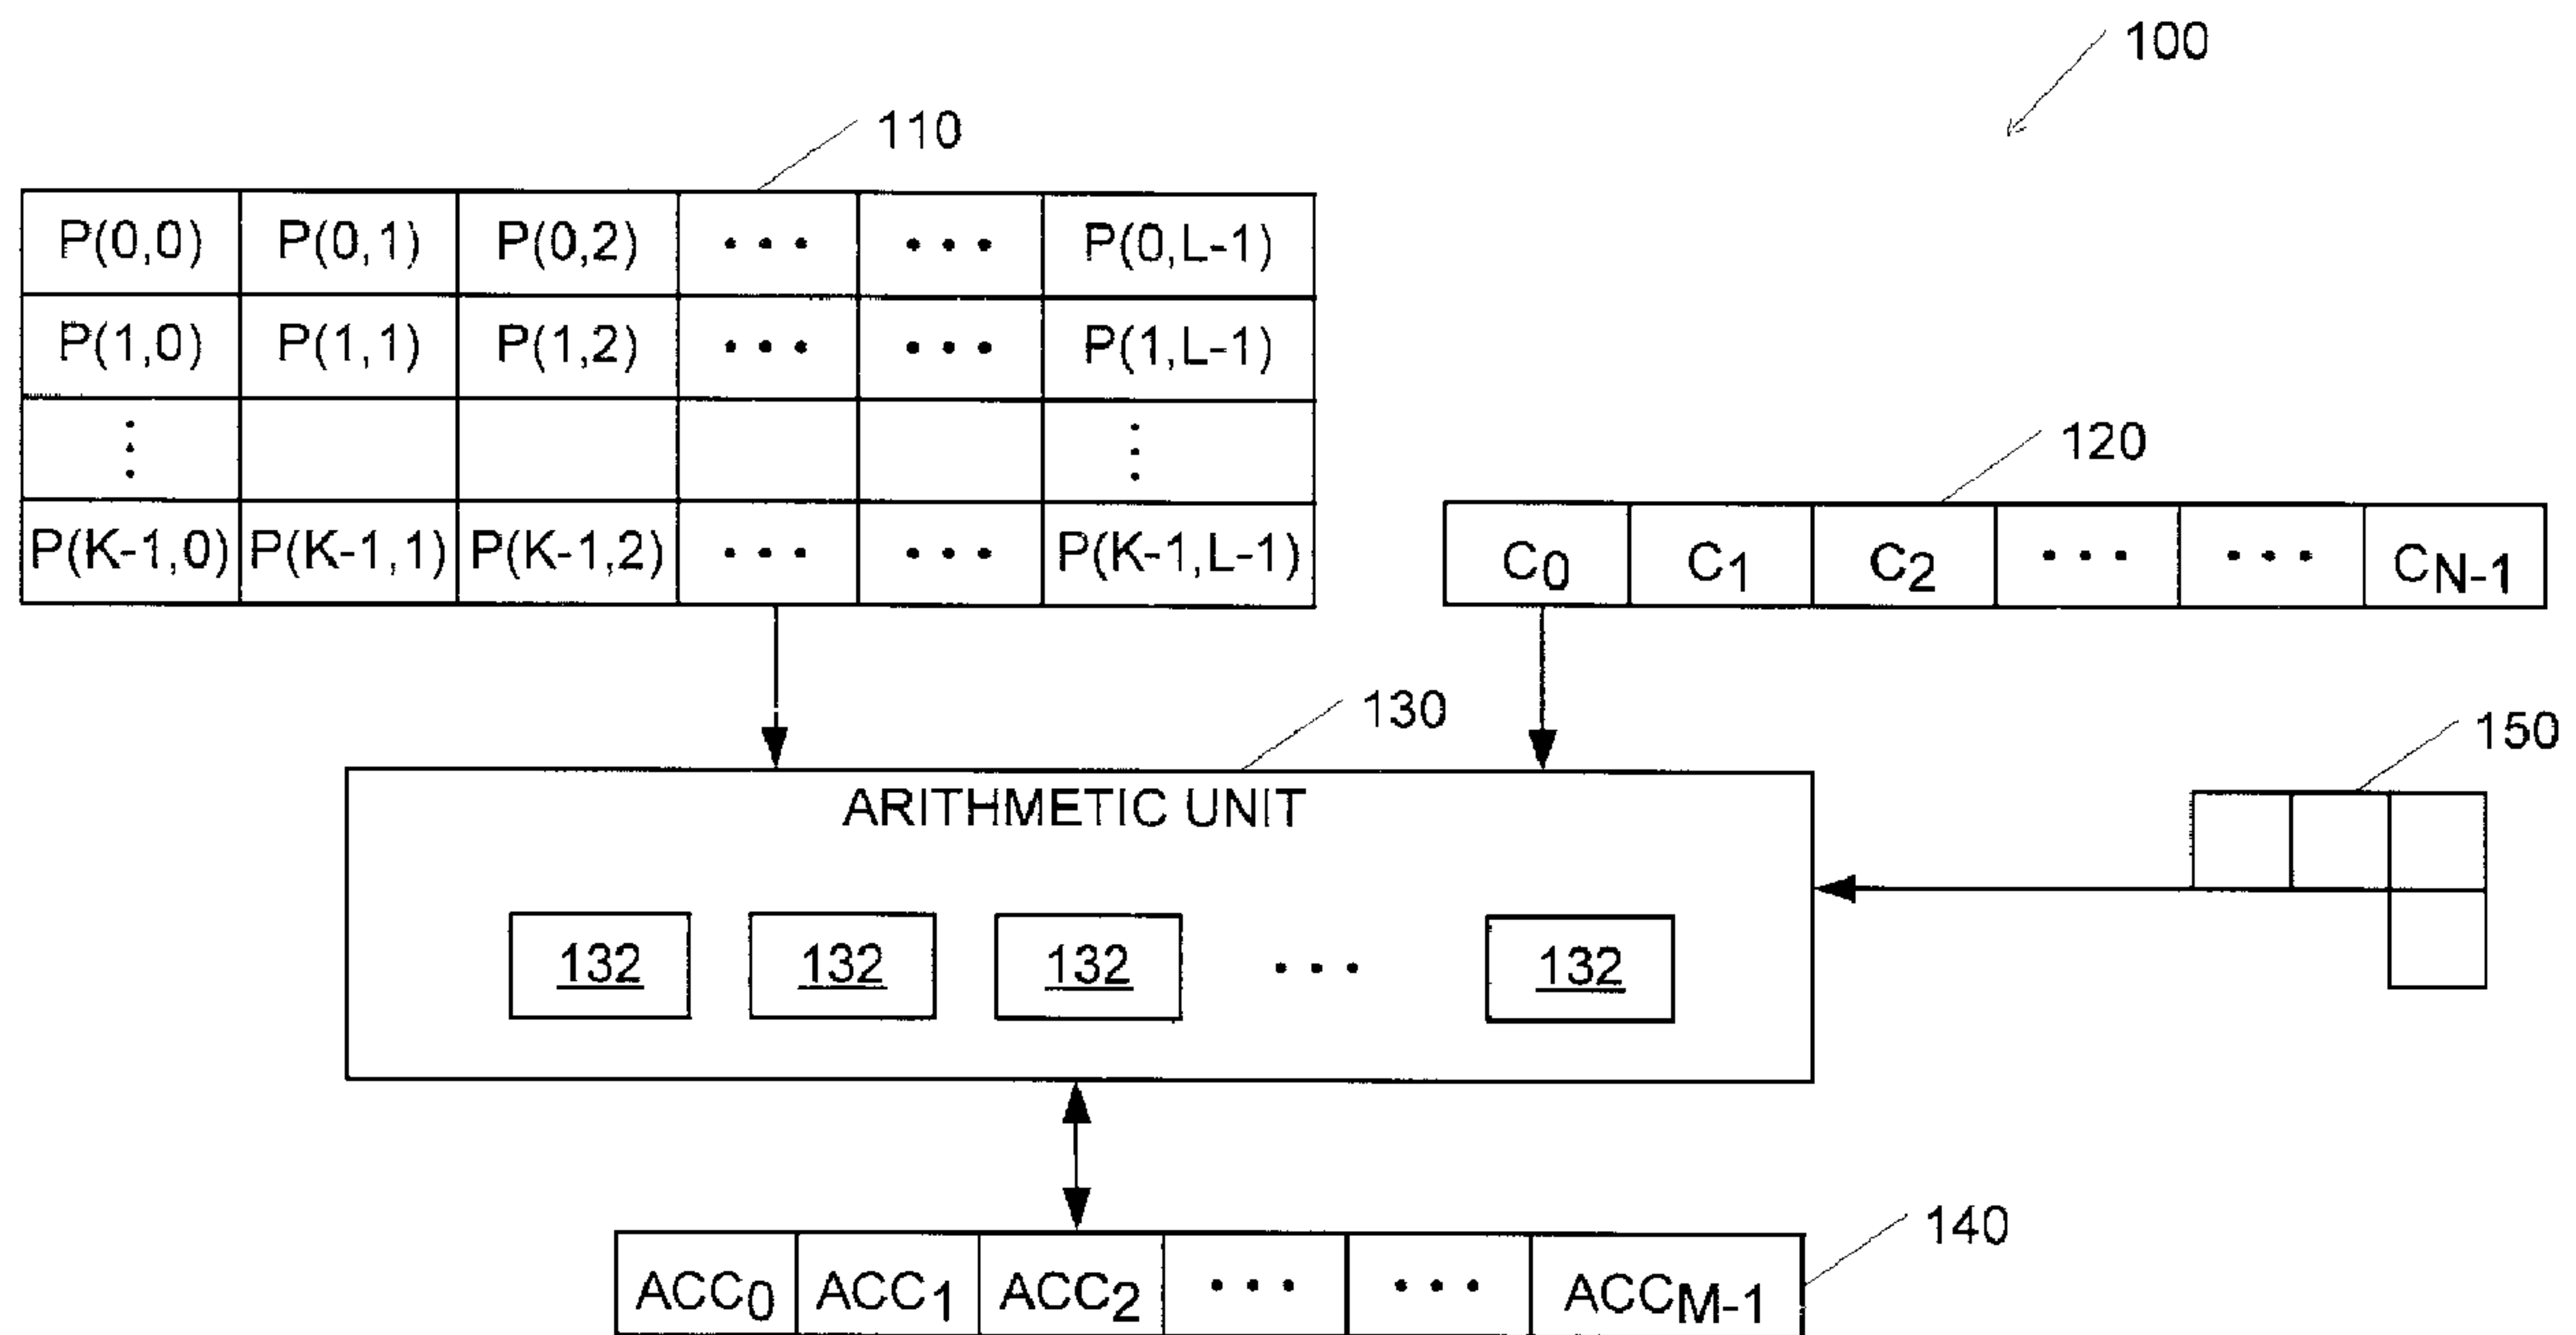 100
110
P(0,0) P(0,1) P(0,2) ... ... P(0,L-1)
P(1,0) P(1,1) P(1,2) ... ... P(1,L-1)
P(K-1,0) P(K-1,1) P(K-1,2) ... ... P(K-1,L-1)
120
C0 C1 C2 ... ... CN-1
130
150
ARITHMETIC UNIT
132 132 132 ... 132
140
ACC0 ACC1 ACC2 ... ... ACCM-1